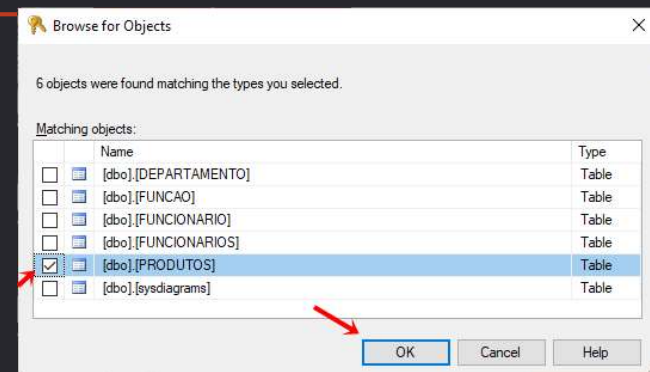 Browse for Objects
6 objects were found matching the types you selected.
Matching objects:
Name Type
[dbo].[DEPARTAMENTO] Table
[dbo].[FUNCAO] Table
[dbo].[FUNCIONARIO] Table
[dbo].[FUNCIONARIOS] Table
[dbo].[PRODUTOS] Table
[dbo].[sysdiagrams] Table
OK Cancel Help